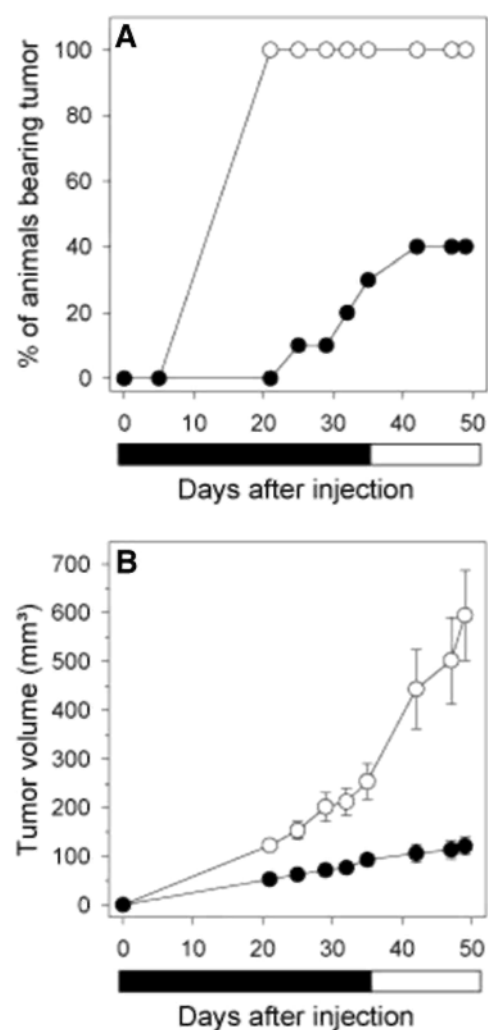 A
% of animals bearing tumor
100
80
60
40
20
0
0 10 20 30 40 50
Days after injection
B
Tumor volume (mm³)
700
600
500
400
300
200
100
0
0 10 20 30 40 50
Days after injection